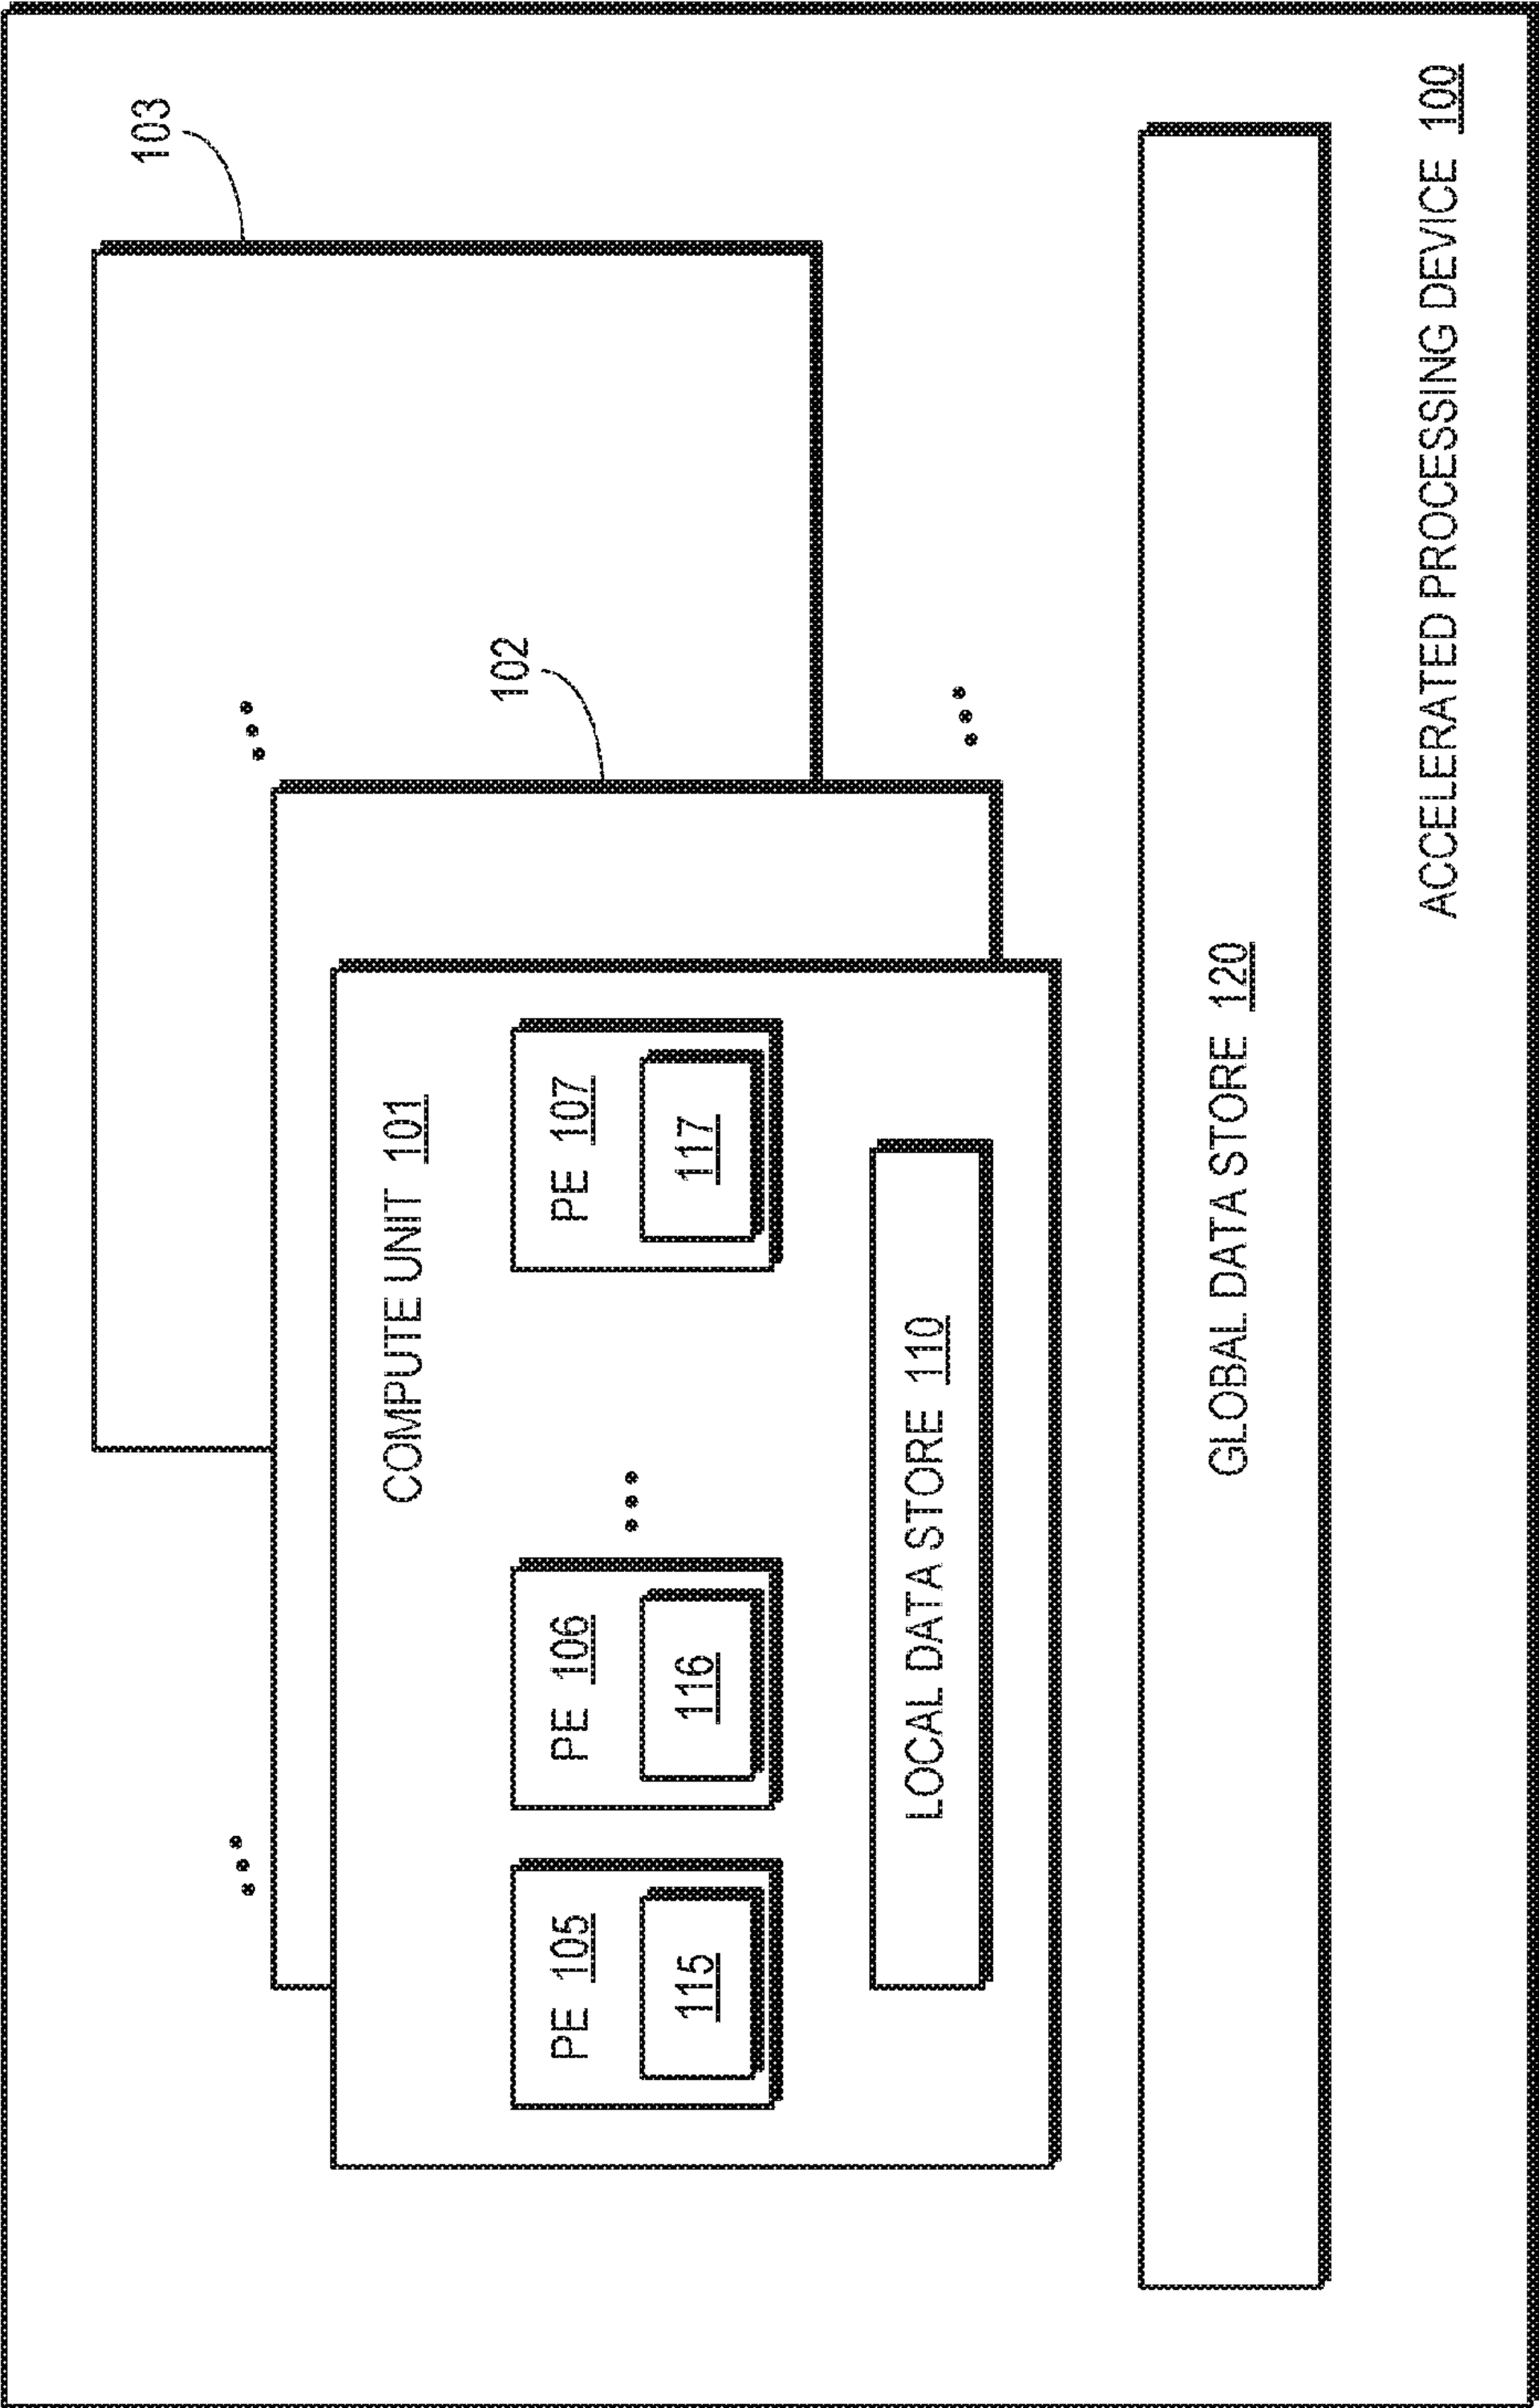 103
102
COMPUTE UNIT 101
PE 105
PE 106
PE 107
115
116
117
LOCAL DATA STORE 110
GLOBAL DATA STORE 120
ACCELERATED PROCESSING DEVICE 100